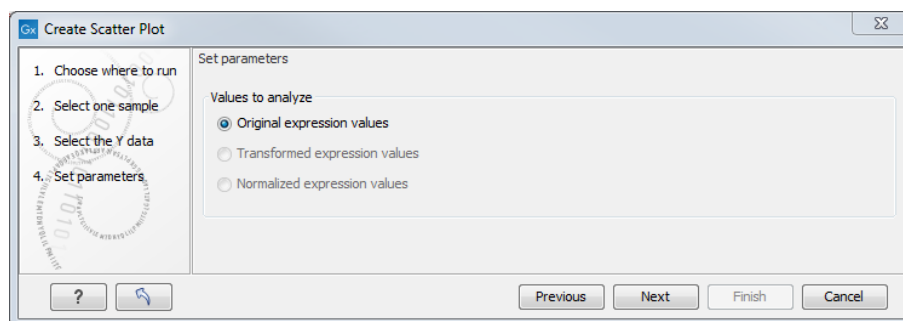 Gx Create Scatter Plot
1. Choose where to run
2. Select one sample
3. Select the Y data
4. Set parameters
Set parameters
Values to analyze
Original expression values
Transformed expression values
Normalized expression values
?
Previous
Next
Finish
Cancel